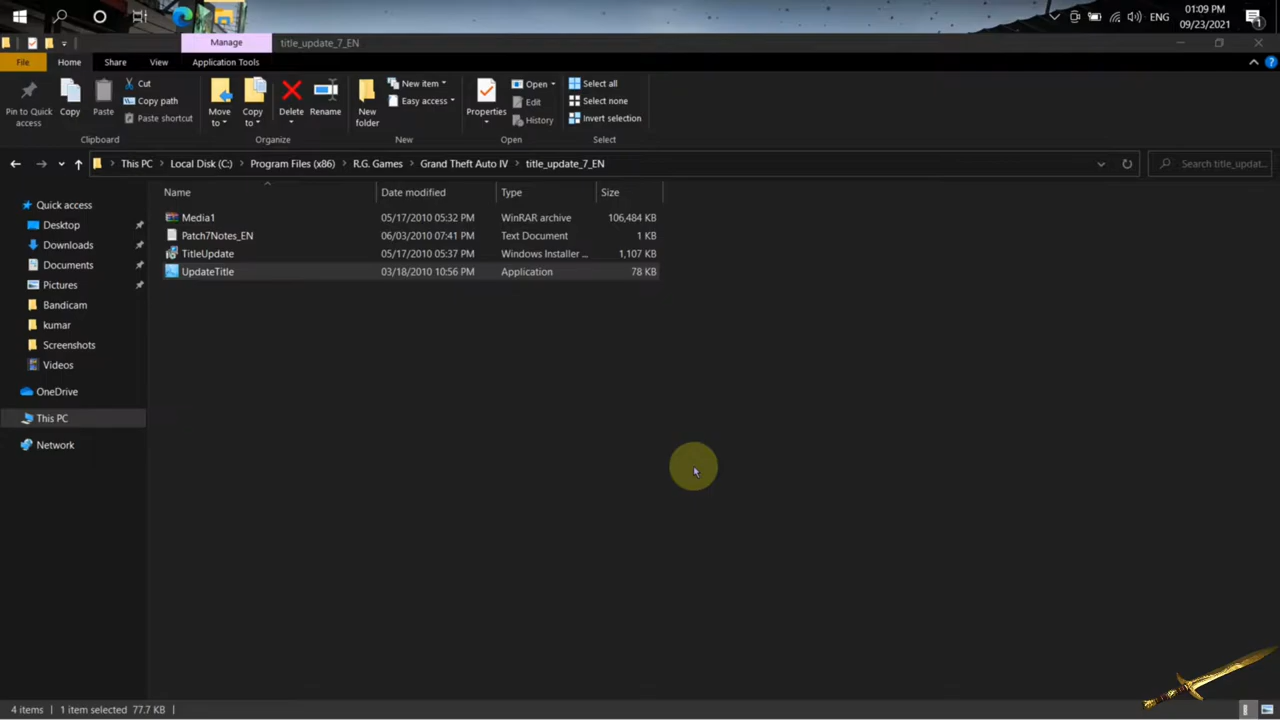 01:09 PM
ENG
09/23/2021
1
Manage
title_update_7_EN
File
Home
Share
View
Application Tools
Pin to Quick access
Copy
Paste
Cut
Copy path
Paste shortcut
Clipboard
Move to
Copy to
Delete
Rename
Organize
New folder
New item
Easy access
New
Properties
Open
Edit
History
Open
Select all
Select none
Invert selection
Select
This PC
Local Disk (C:)
Program Files (x86)
R.G. Games
Grand Theft Auto IV
title_update_7_EN
Search title_updat...
Name
Date modified
Type
Size
Media1 05/17/2010 05:32 PM WinRAR archive 106,484 KB
Patch7Notes_EN 06/03/2010 07:41 PM Text Document 1 KB
TitleUpdate 05/17/2010 05:37 PM Windows Installer ... 1,107 KB
UpdateTitle 03/18/2010 10:56 PM Application 78 KB
Quick access
Desktop
Downloads
Documents
Pictures
Bandicam
kumar
Screenshots
Videos
OneDrive
This PC
Network
4 items
1 item selected 77.7 KB